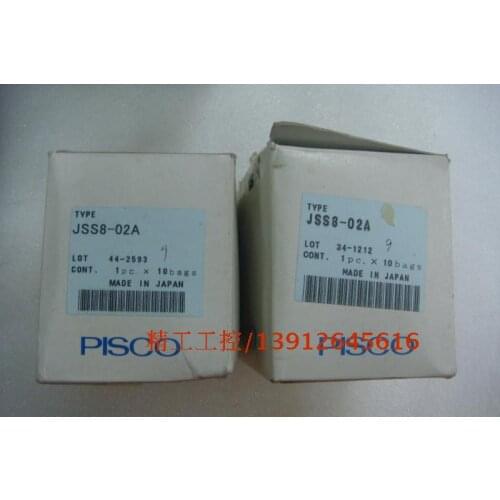 TYPE
JSS8-02A
LOT 44-2593 9
CONT. 1pc. × 10bags
MADE IN JAPAN
PISCO
TYPE
JSS8-02A
LOT 34-1212 9
CONT. 1pc. × 10bags
MADE IN JAPAN
PISCO
精工工控/13912645616